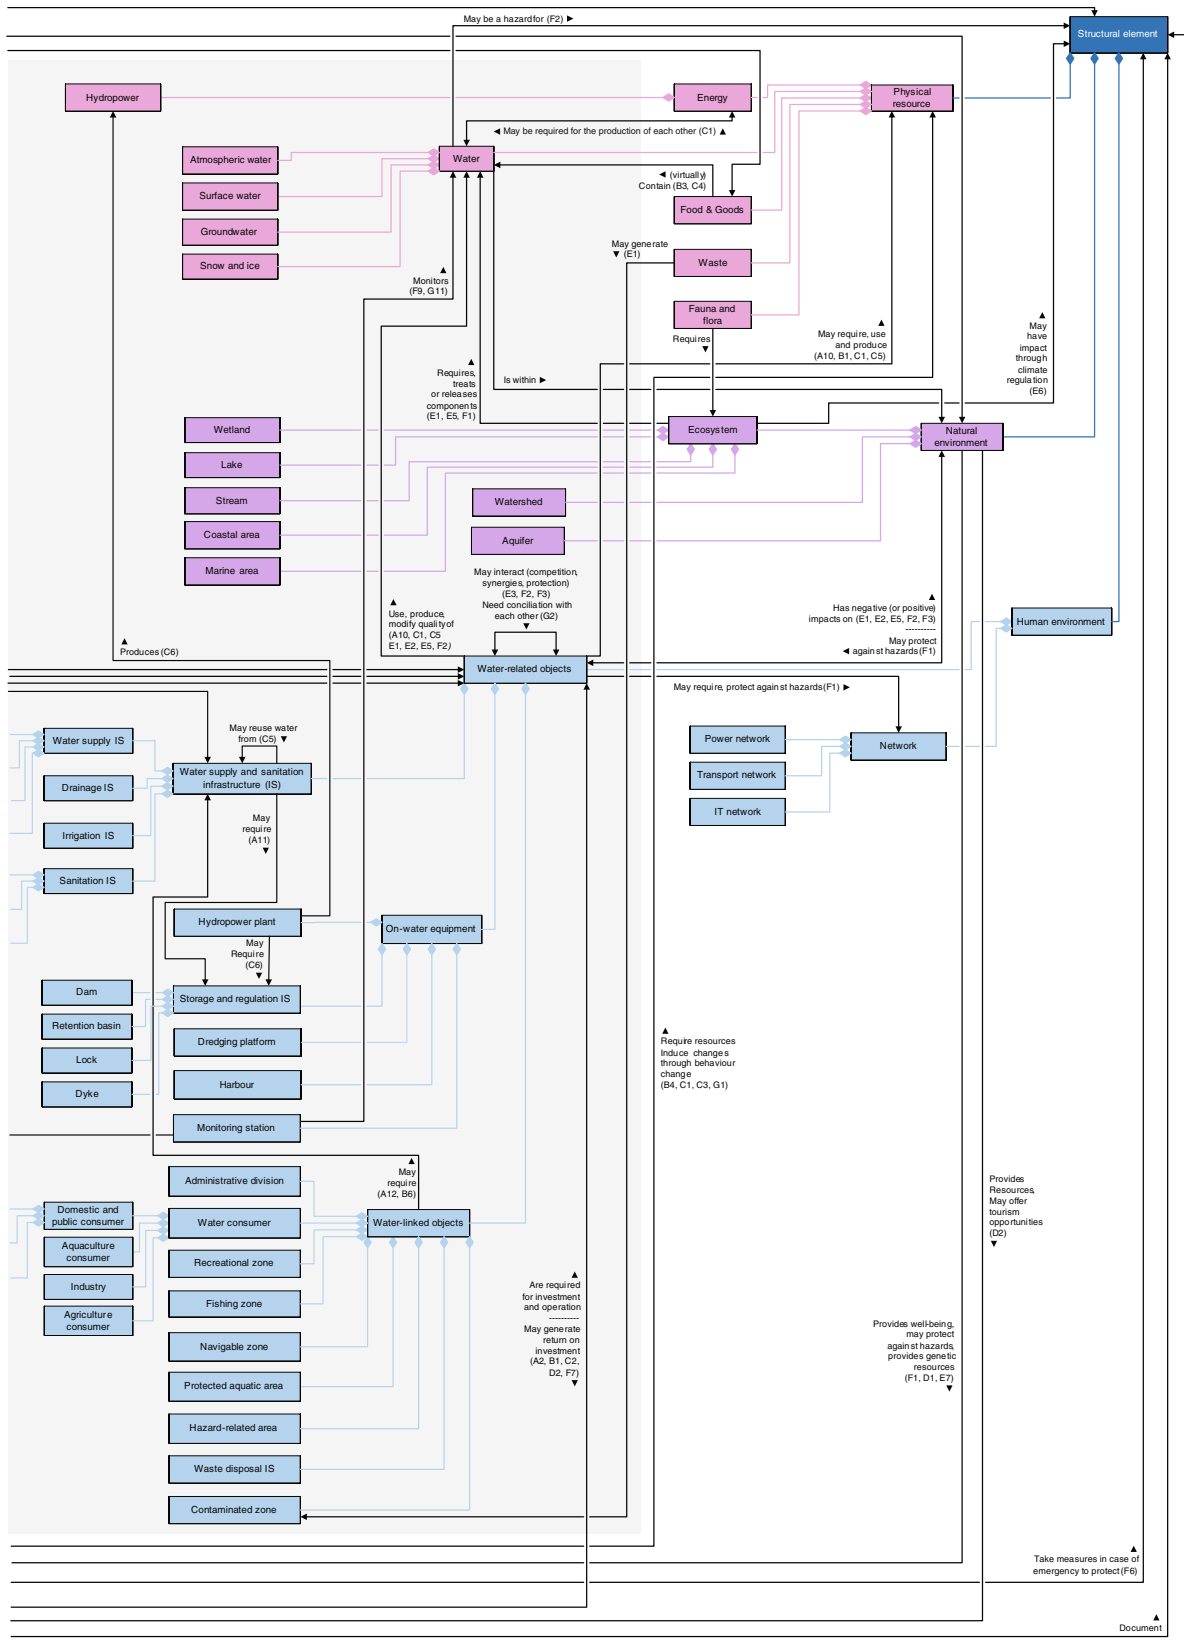 May be a hazard for (F2) ►
Structural element
Hydropower
Energy
Physical
resource
◄ May be required for the production of each other (C1) ▲
Atmospheric water
Water
◄ (virtually)
Contain (B3, C4)
Surface water
Food & Goods
Groundwater
May generate
▼ (E1)
Snow and ice
Waste
▲
Monitors
(F9, G11)
Fauna and
flora
Requires
▼
▲
May require, use
and produce
(A10, B1, C1, C5)
▲
May
have
impact
through
climate
regulation
(E6)
▲
Requires,
treats
or releases
components
(E1, E5, F1)
Is within ►
Wetland
Ecosystem
Natural
environment
Lake
Stream
Watershed
Coastal area
Aquifer
Marine area
May interact (competition,
synergies, protection)
(E3, F2, F3)
Need conciliation with
each other (G2)
▼
▲
Use, produce,
modify quality of
(A10, C1, C5
E1, E2, E5, F2)
▲
Has negative (or positive)
impacts on (E1, E2, E5, F2, F3)
----------
May protect
◄ against hazards (F1)
Human environment
▲
Produces (C6)
Water-related objects
May require, protect against hazards (F1) ►
May reuse water
from (C5) ▼
Water supply IS
Power network
Network
Water supply and sanitation
infrastructure (IS)
Transport network
Drainage IS
IT network
May
require
(A11)
▼
Irrigation IS
Sanitation IS
Hydropower plant
On-water equipment
May
Require
(C6)
▼
Dam
Storage and regulation IS
Retention basin
Dredging platform
▲
Require resources
Induce changes
through behaviour
change
(B4, C1, C3, G1)
Lock
Harbour
Dyke
Monitoring station
▲
May
require
(A12, B6)
Administrative division
Provides
Resources,
May offer
tourism
opportunities
(D2)
▼
Domestic and
public consumer
Water consumer
Water-linked objects
Aquaculture
consumer
Recreational zone
Industry
Fishing zone
Agriculture
consumer
▲
Are required
for investment
and operation
----------
May generate
return on
investment
(A2, B1, C2,
D2, F7)
▼
Provides well-being,
may protect
against hazards,
provides genetic
resources
(F1, D1, E7)
▼
Navigable zone
Protected aquatic area
Hazard-related area
Waste disposal IS
Contaminated zone
▲
Take measures in case of
emergency to protect (F6)
▲
Document